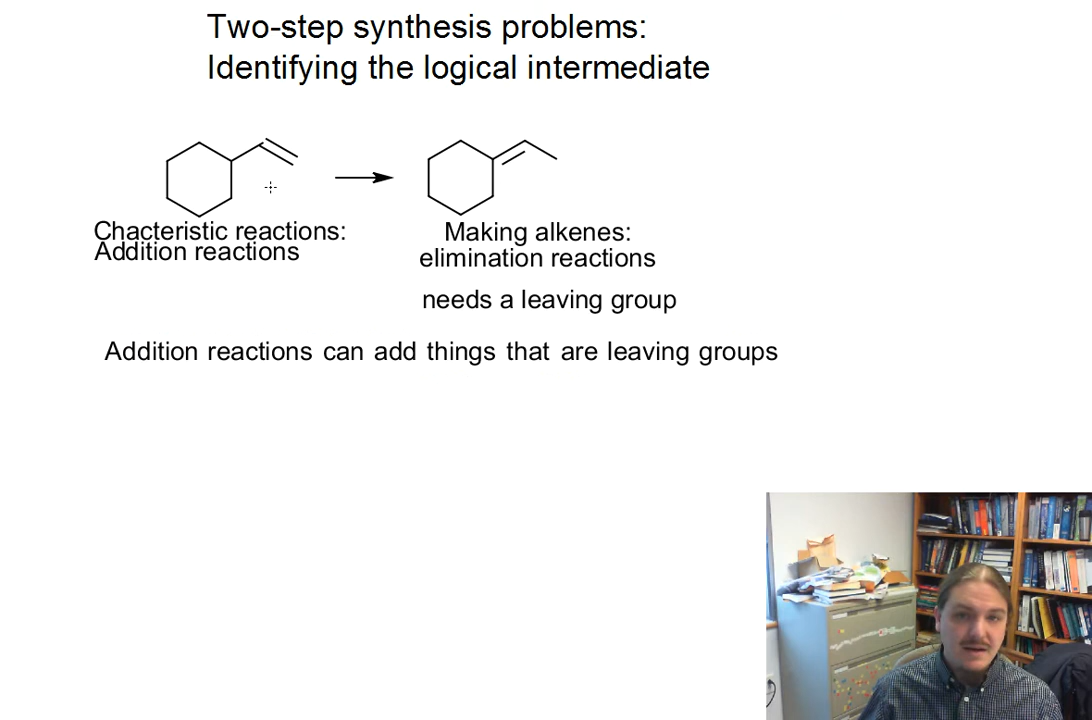 Two-step synthesis problems:
Identifying the logical intermediate
Chacteristic reactions:
Addition reactions
Making alkenes:
elimination reactions
needs a leaving group
Addition reactions can add things that are leaving groups